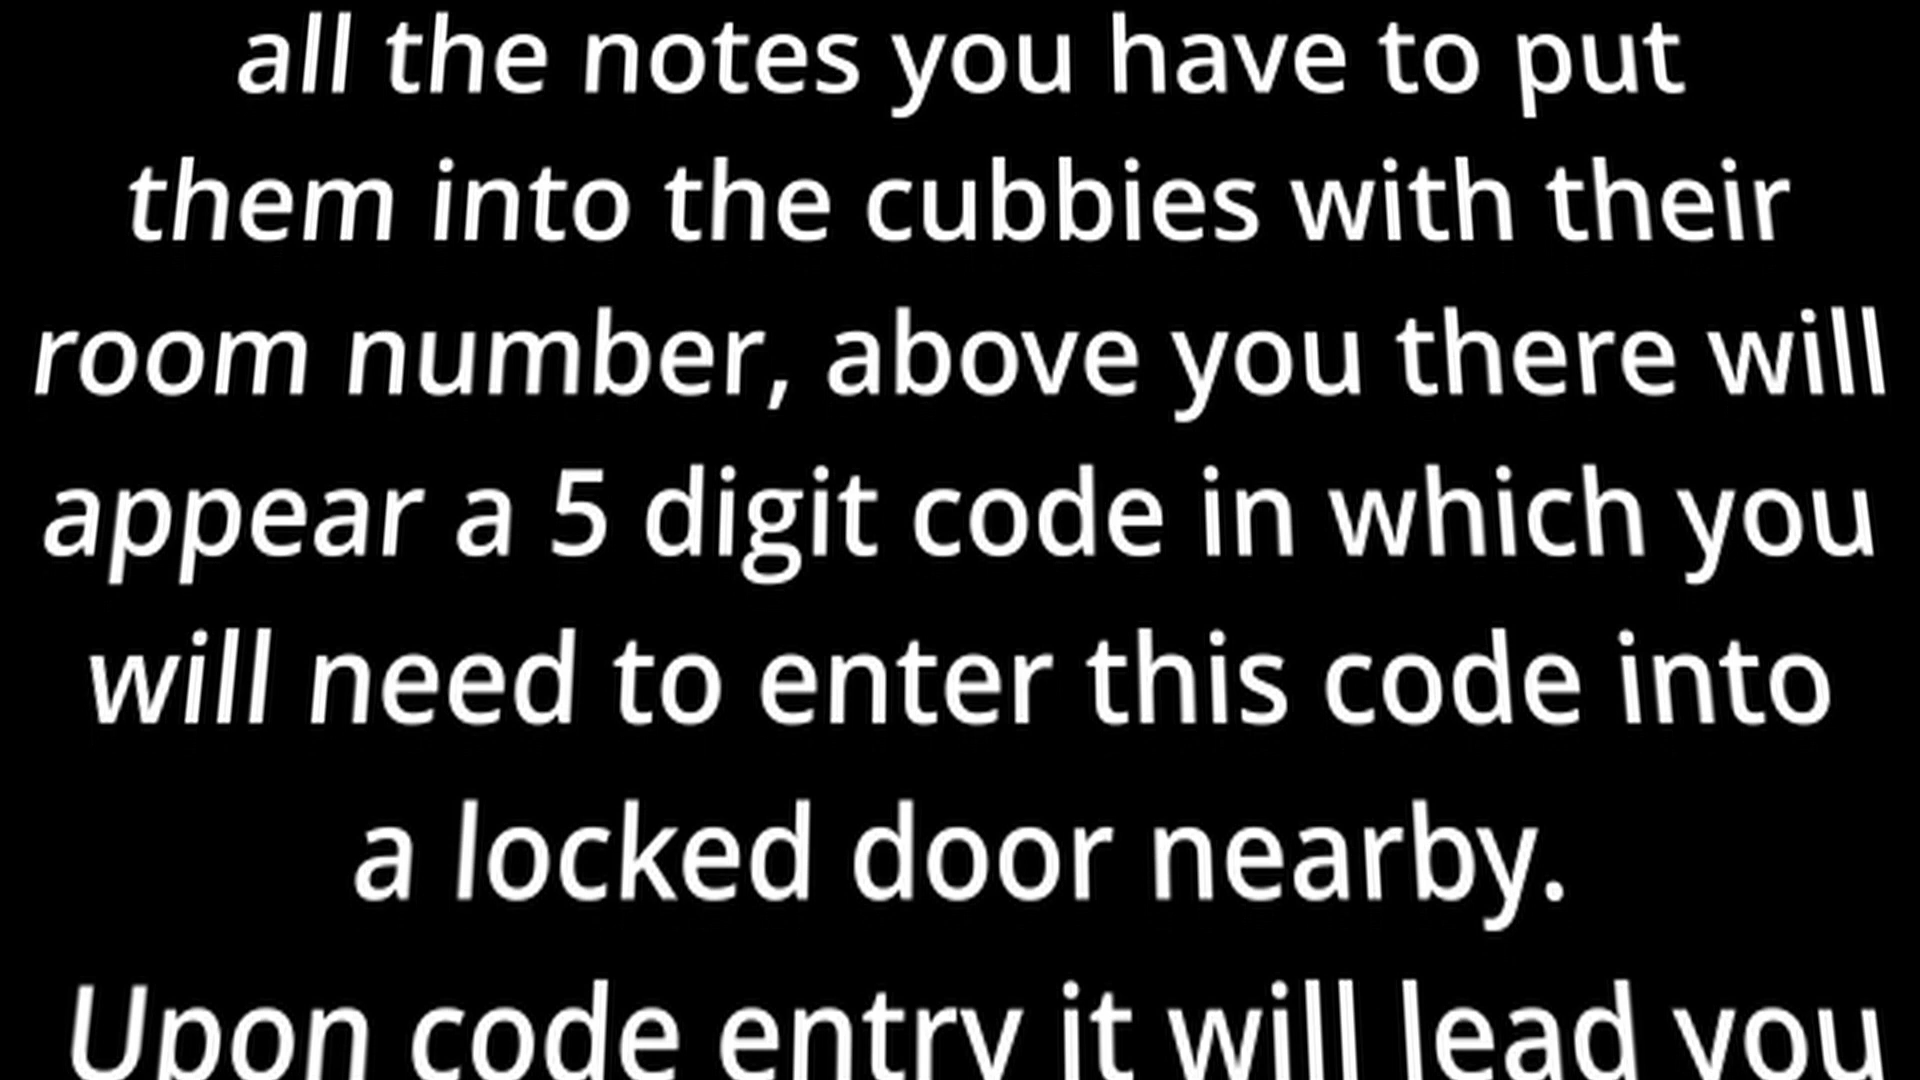 all the notes you have to put
them into the cubbies with their
room number, above you there will
appear a 5 digit code in which you
will need to enter this code into
a locked door nearby.
Upon code entry it will lead you